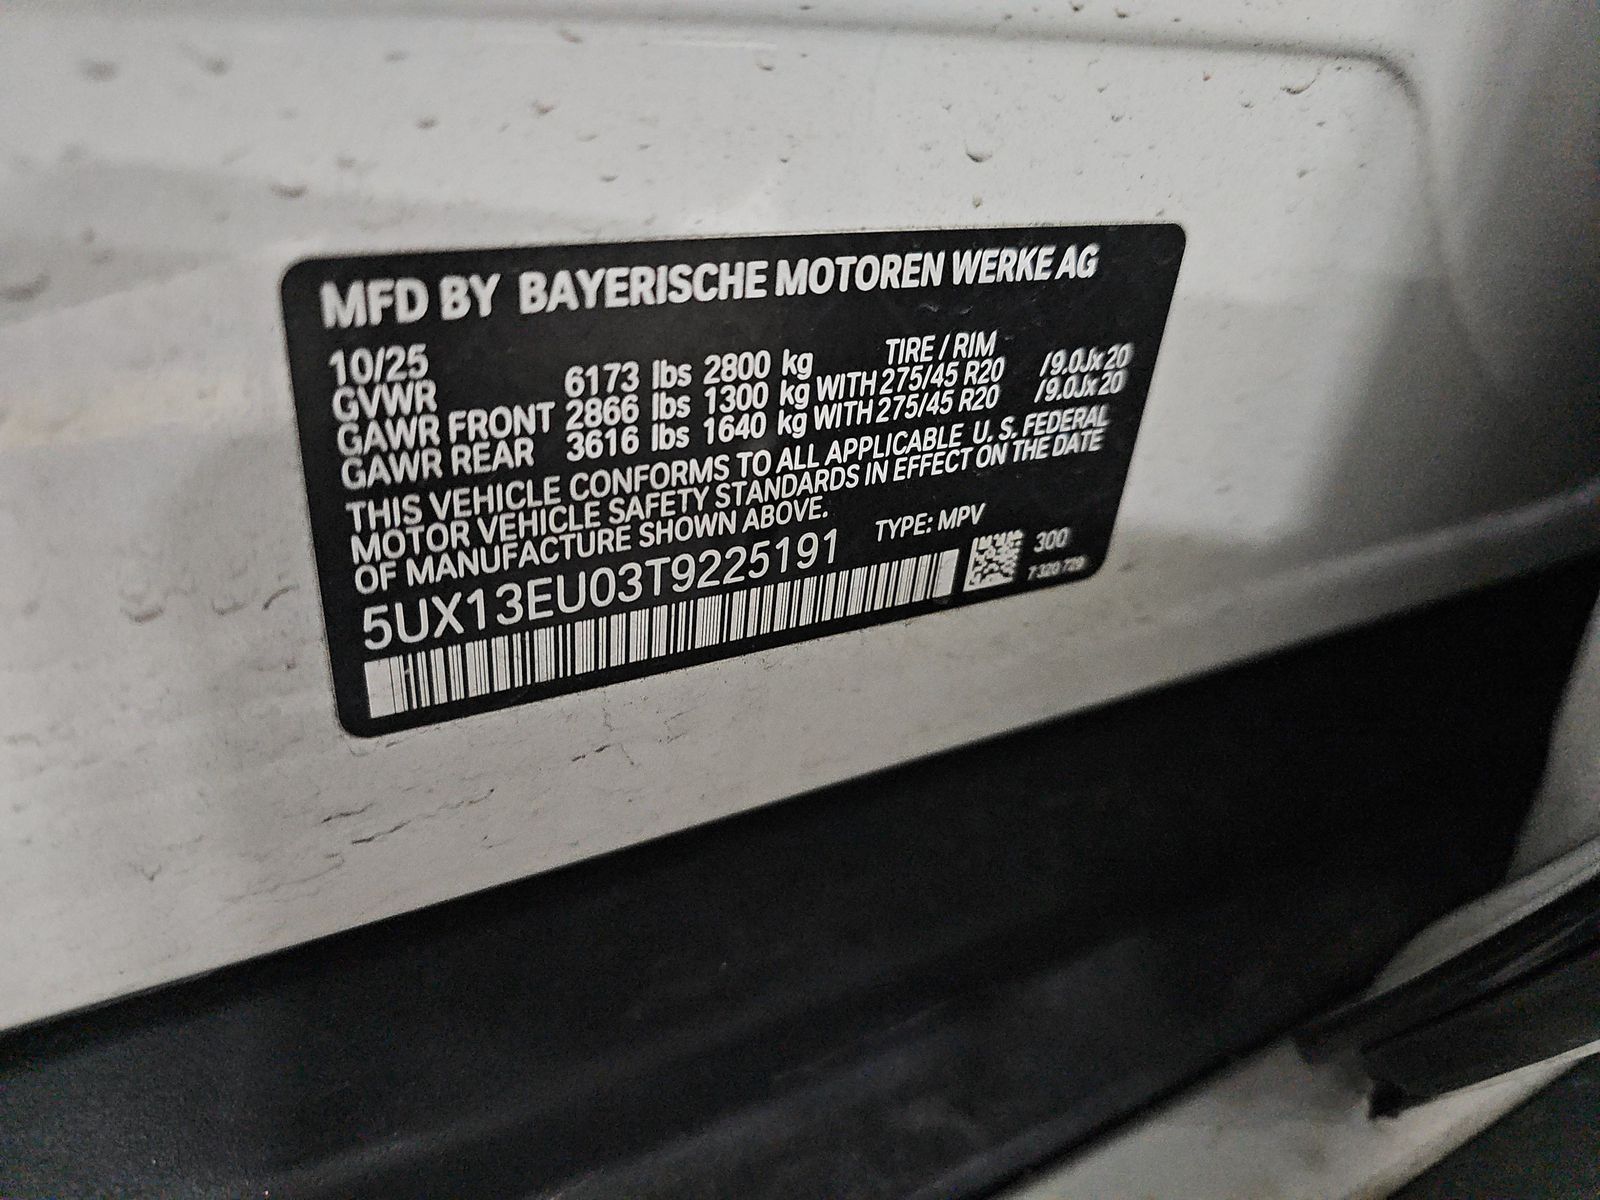 MFD BY BAYERISCHE MOTOREN WERKE AG
10/25 TIRE / RIM
GVWR 6173 lbs 2800 kg
GAWR FRONT 2866 lbs 1300 kg WITH 275/45 R20 /9.0Jx20
GAWR REAR 3616 lbs 1640 kg WITH 275/45 R20 /9.0Jx20
THIS VEHICLE CONFORMS TO ALL APPLICABLE U. S. FEDERAL
MOTOR VEHICLE SAFETY STANDARDS IN EFFECT ON THE DATE
OF MANUFACTURE SHOWN ABOVE.
TYPE: MPV
5UX13EU03T9225191
300
7 320 729